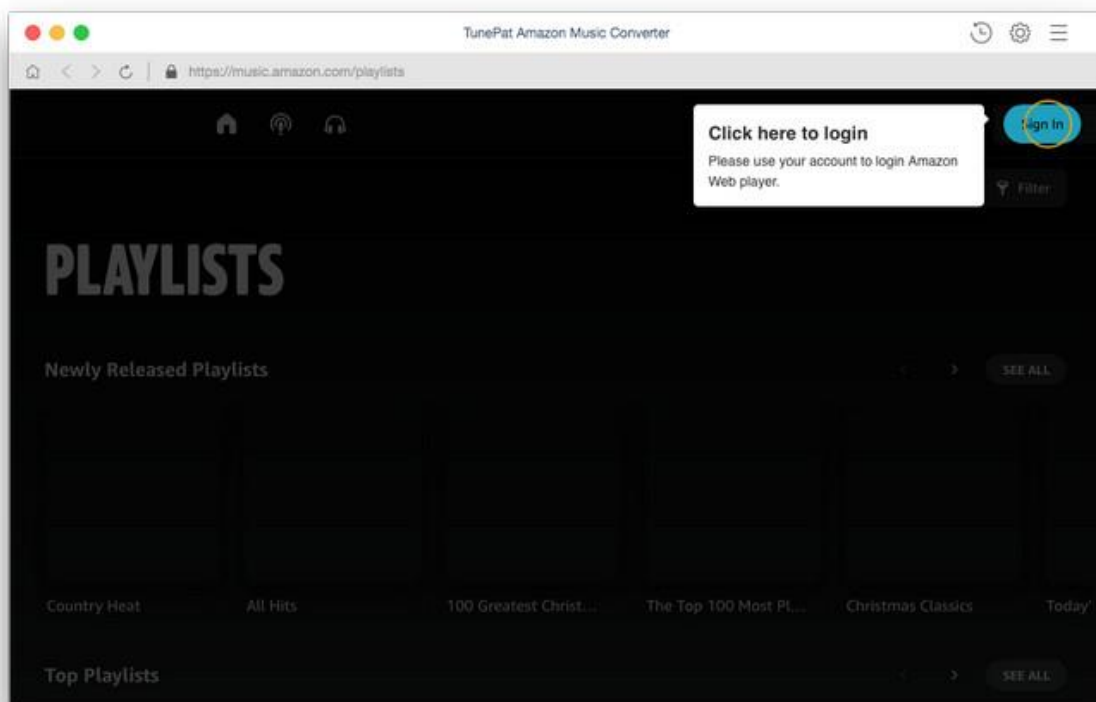 TunePat Amazon Music Converter
https://music.amazon.com/playlists
Click here to login
Please use your account to login Amazon
Web player.
Sign In
Filter
PLAYLISTS
Newly Released Playlists
SEE ALL
Country Heat
All Hits
100 Greatest Christ...
The Top 100 Most Pl...
Christmas Classics
Today'
Top Playlists
SEE ALL